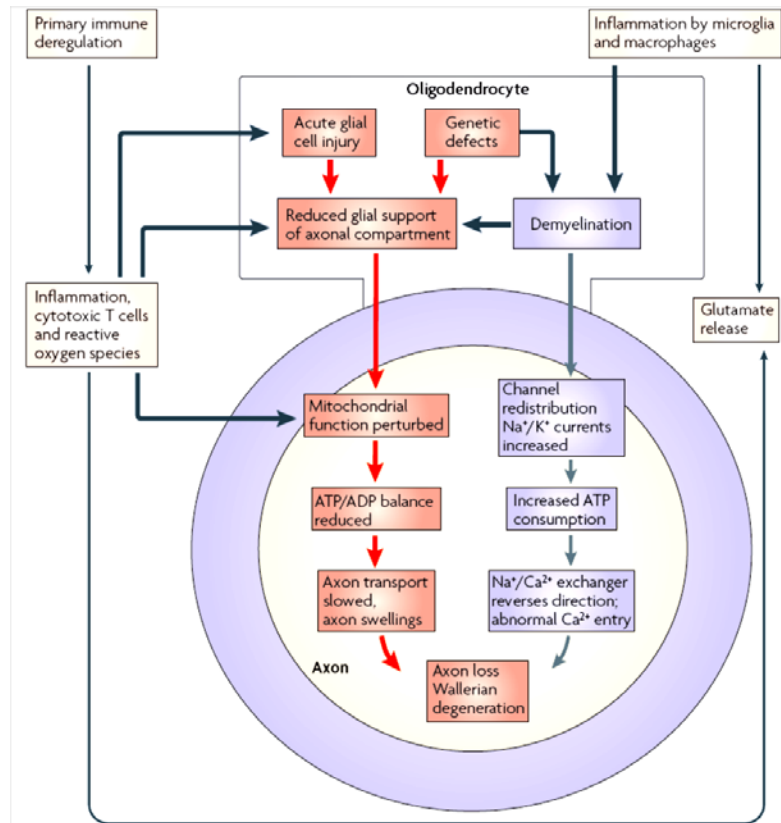 Primary immune
deregulation
Inflammation by microglia
and macrophages
Oligodendrocyte
Acute glial
cell injury
Genetic
defects
Reduced glial support
of axonal compartment
Demyelination
Inflammation,
cytotoxic T cells
and reactive
oxygen species
Glutamate
release
Mitochondrial
function perturbed
Channel
redistribution
Na⁺/K⁺ currents
increased
ATP/ADP balance
reduced
Increased ATP
consumption
Axon transport
slowed,
axon swellings
Na⁺/Ca²⁺ exchanger
reverses direction;
abnormal Ca²⁺ entry
Axon
Axon loss
Wallerian
degeneration